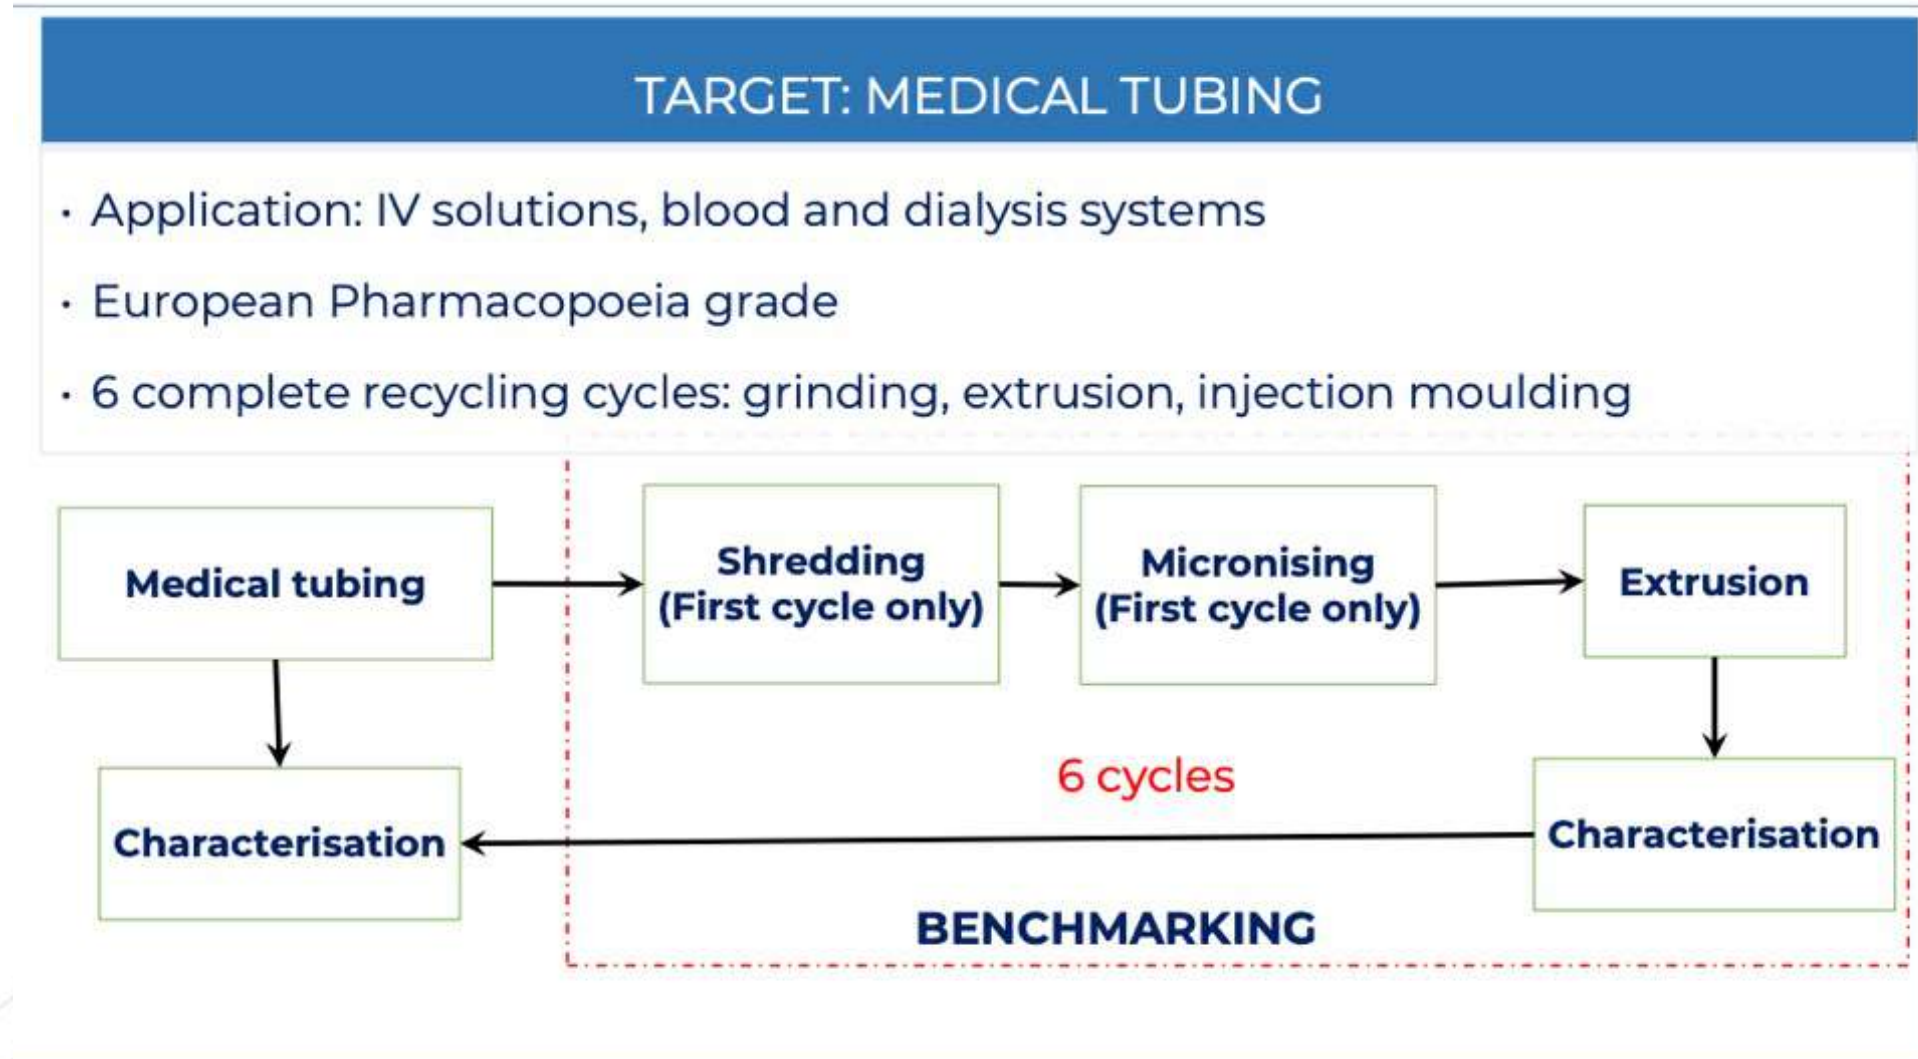 TARGET: MEDICAL TUBING
· Application: IV solutions, blood and dialysis systems
· European Pharmacopoeia grade
· 6 complete recycling cycles: grinding, extrusion, injection moulding
Medical tubing
Shredding
(First cycle only)
Micronising
(First cycle only)
Extrusion
6 cycles
Characterisation
Characterisation
BENCHMARKING